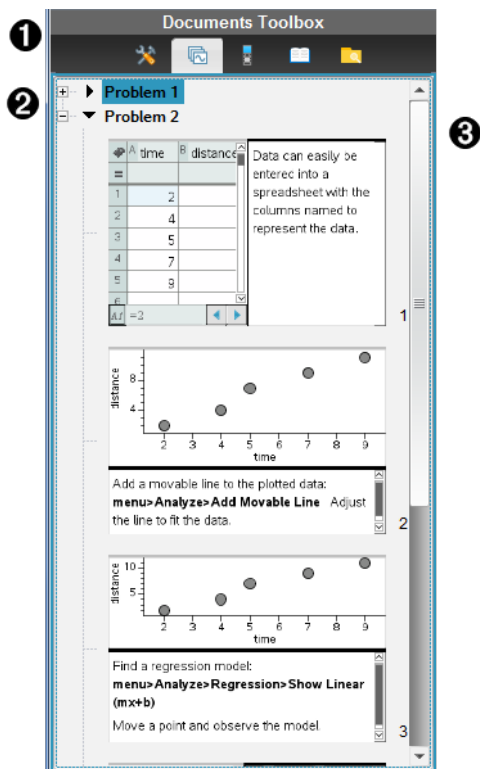 Documents Toolbox
❶
❷
❸
Problem 1
Problem 2
A time B distance
=
1 2
2 4
3 5
4 7
5 9
6
A1 =2
Data can easily be
entered into a
spreadsheet with the
columns named to
represent the data.
1
distance
8
4
2 3 4 5 6 7 8 9
time
Add a movable line to the plotted data:
menu>Analyze>Add Movable Line Adjust
the line to fit the data.
2
distance
10
5
2 3 4 5 6 7 8 9
time
Find a regression model:
menu>Analyze>Regression>Show Linear
(mx+b)
Move a point and observe the model.
3